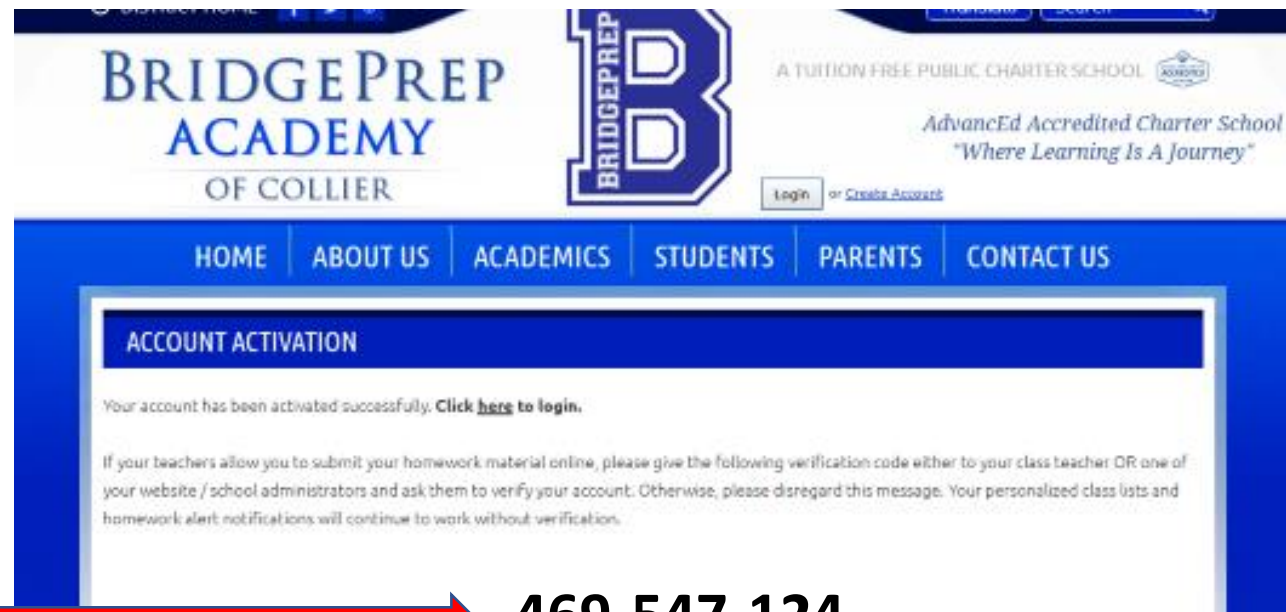 DISTRICT HOME
Translate
Search
BRIDGEPREP
ACADEMY
OF COLLIER
BRIDGEPREP
B
A TUITION FREE PUBLIC CHARTER SCHOOL
AdvancEd Accredited Charter School
"Where Learning Is A Journey"
Login or Create Account
HOME ABOUT US ACADEMICS STUDENTS PARENTS CONTACT US
ACCOUNT ACTIVATION
Your account has been activated successfully. Click here to login.
If your teachers allow you to submit your homework material online, please give the following verification code either to your class teacher OR one of
your website / school administrators and ask them to verify your account. Otherwise, please disregard this message. Your personalized class lists and
homework alert notifications will continue to work without verification.
469-547-124